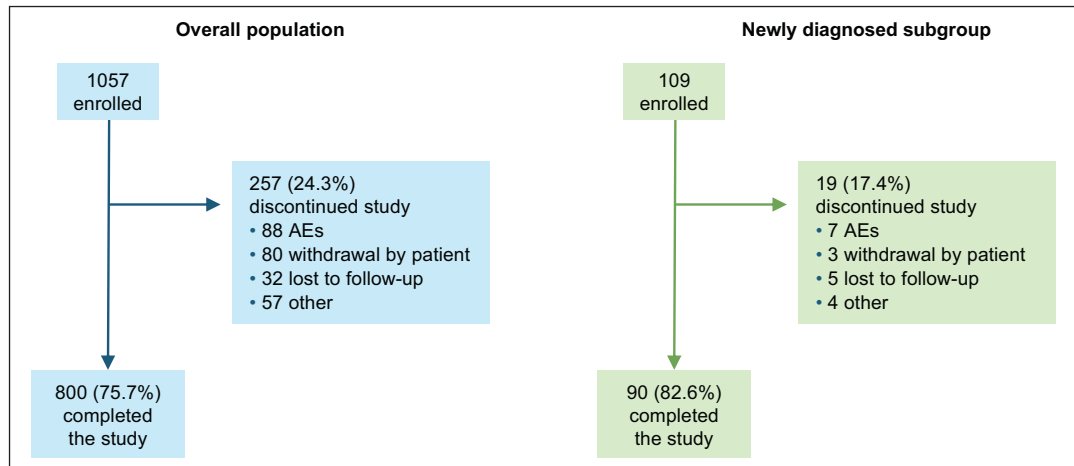 Overall population
1057
enrolled
257 (24.3%)
discontinued study
• 88 AEs
• 80 withdrawal by patient
• 32 lost to follow-up
• 57 other
800 (75.7%)
completed
the study
Newly diagnosed subgroup
109
enrolled
19 (17.4%)
discontinued study
• 7 AEs
• 3 withdrawal by patient
• 5 lost to follow-up
• 4 other
90 (82.6%)
completed
the study